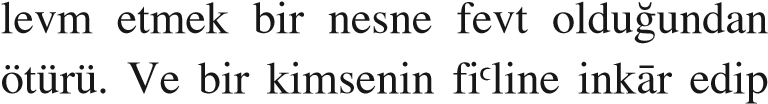 levm etmek bir nesne fevt olduğundan
ötürü. Ve bir kimsenin fiᶜline inkār edip